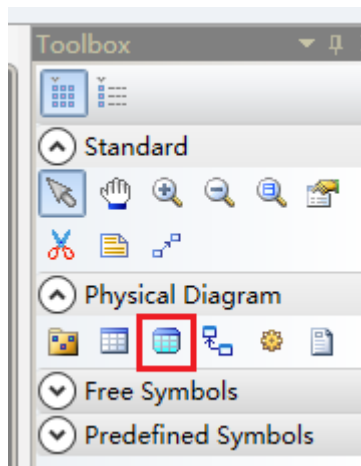 Toolbox
Standard
Physical Diagram
Free Symbols
Predefined Symbols